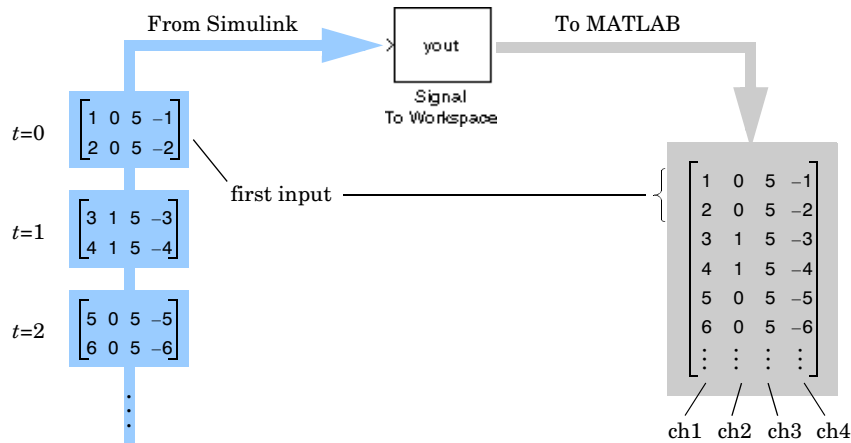 From Simulink
To MATLAB
yout
Signal
To Workspace
t=0
1 0 5 −1
2 0 5 −2
first input
t=1
3 1 5 −3
4 1 5 −4
t=2
5 0 5 −5
6 0 5 −6
1 0 5 −1
2 0 5 −2
3 1 5 −3
4 1 5 −4
5 0 5 −5
6 0 5 −6
ch1 ch2 ch3 ch4